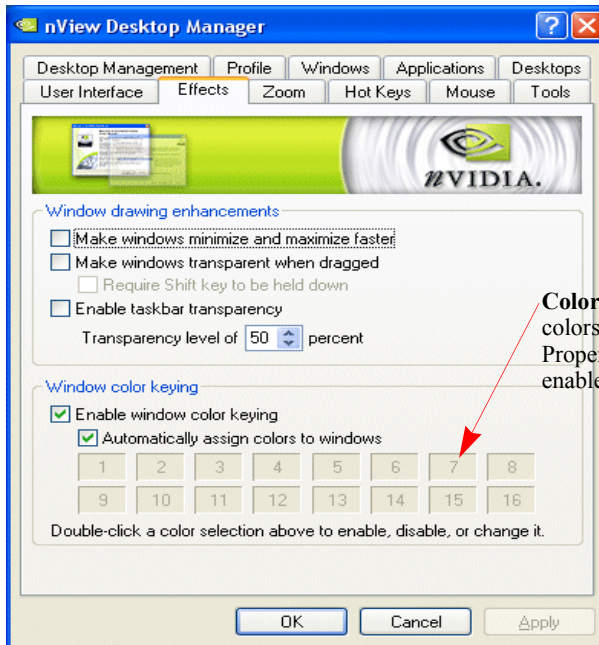 nView Desktop Manager
Desktop Management Profile Windows Applications Desktops
User Interface Effects Zoom Hot Keys Mouse Tools
nVIDIA.
Window drawing enhancements
Make windows minimize and maximize faster
Make windows transparent when dragged
Require Shift key to be held down
Enable taskbar transparency
Transparency level of 50 percent
Color
colors
Proper
enable
Window color keying
Enable window color keying
Automatically assign colors to windows
1 2 3 4 5 6 7 8
9 10 11 12 13 14 15 16
Double-click a color selection above to enable, disable, or change it.
OK Cancel Apply